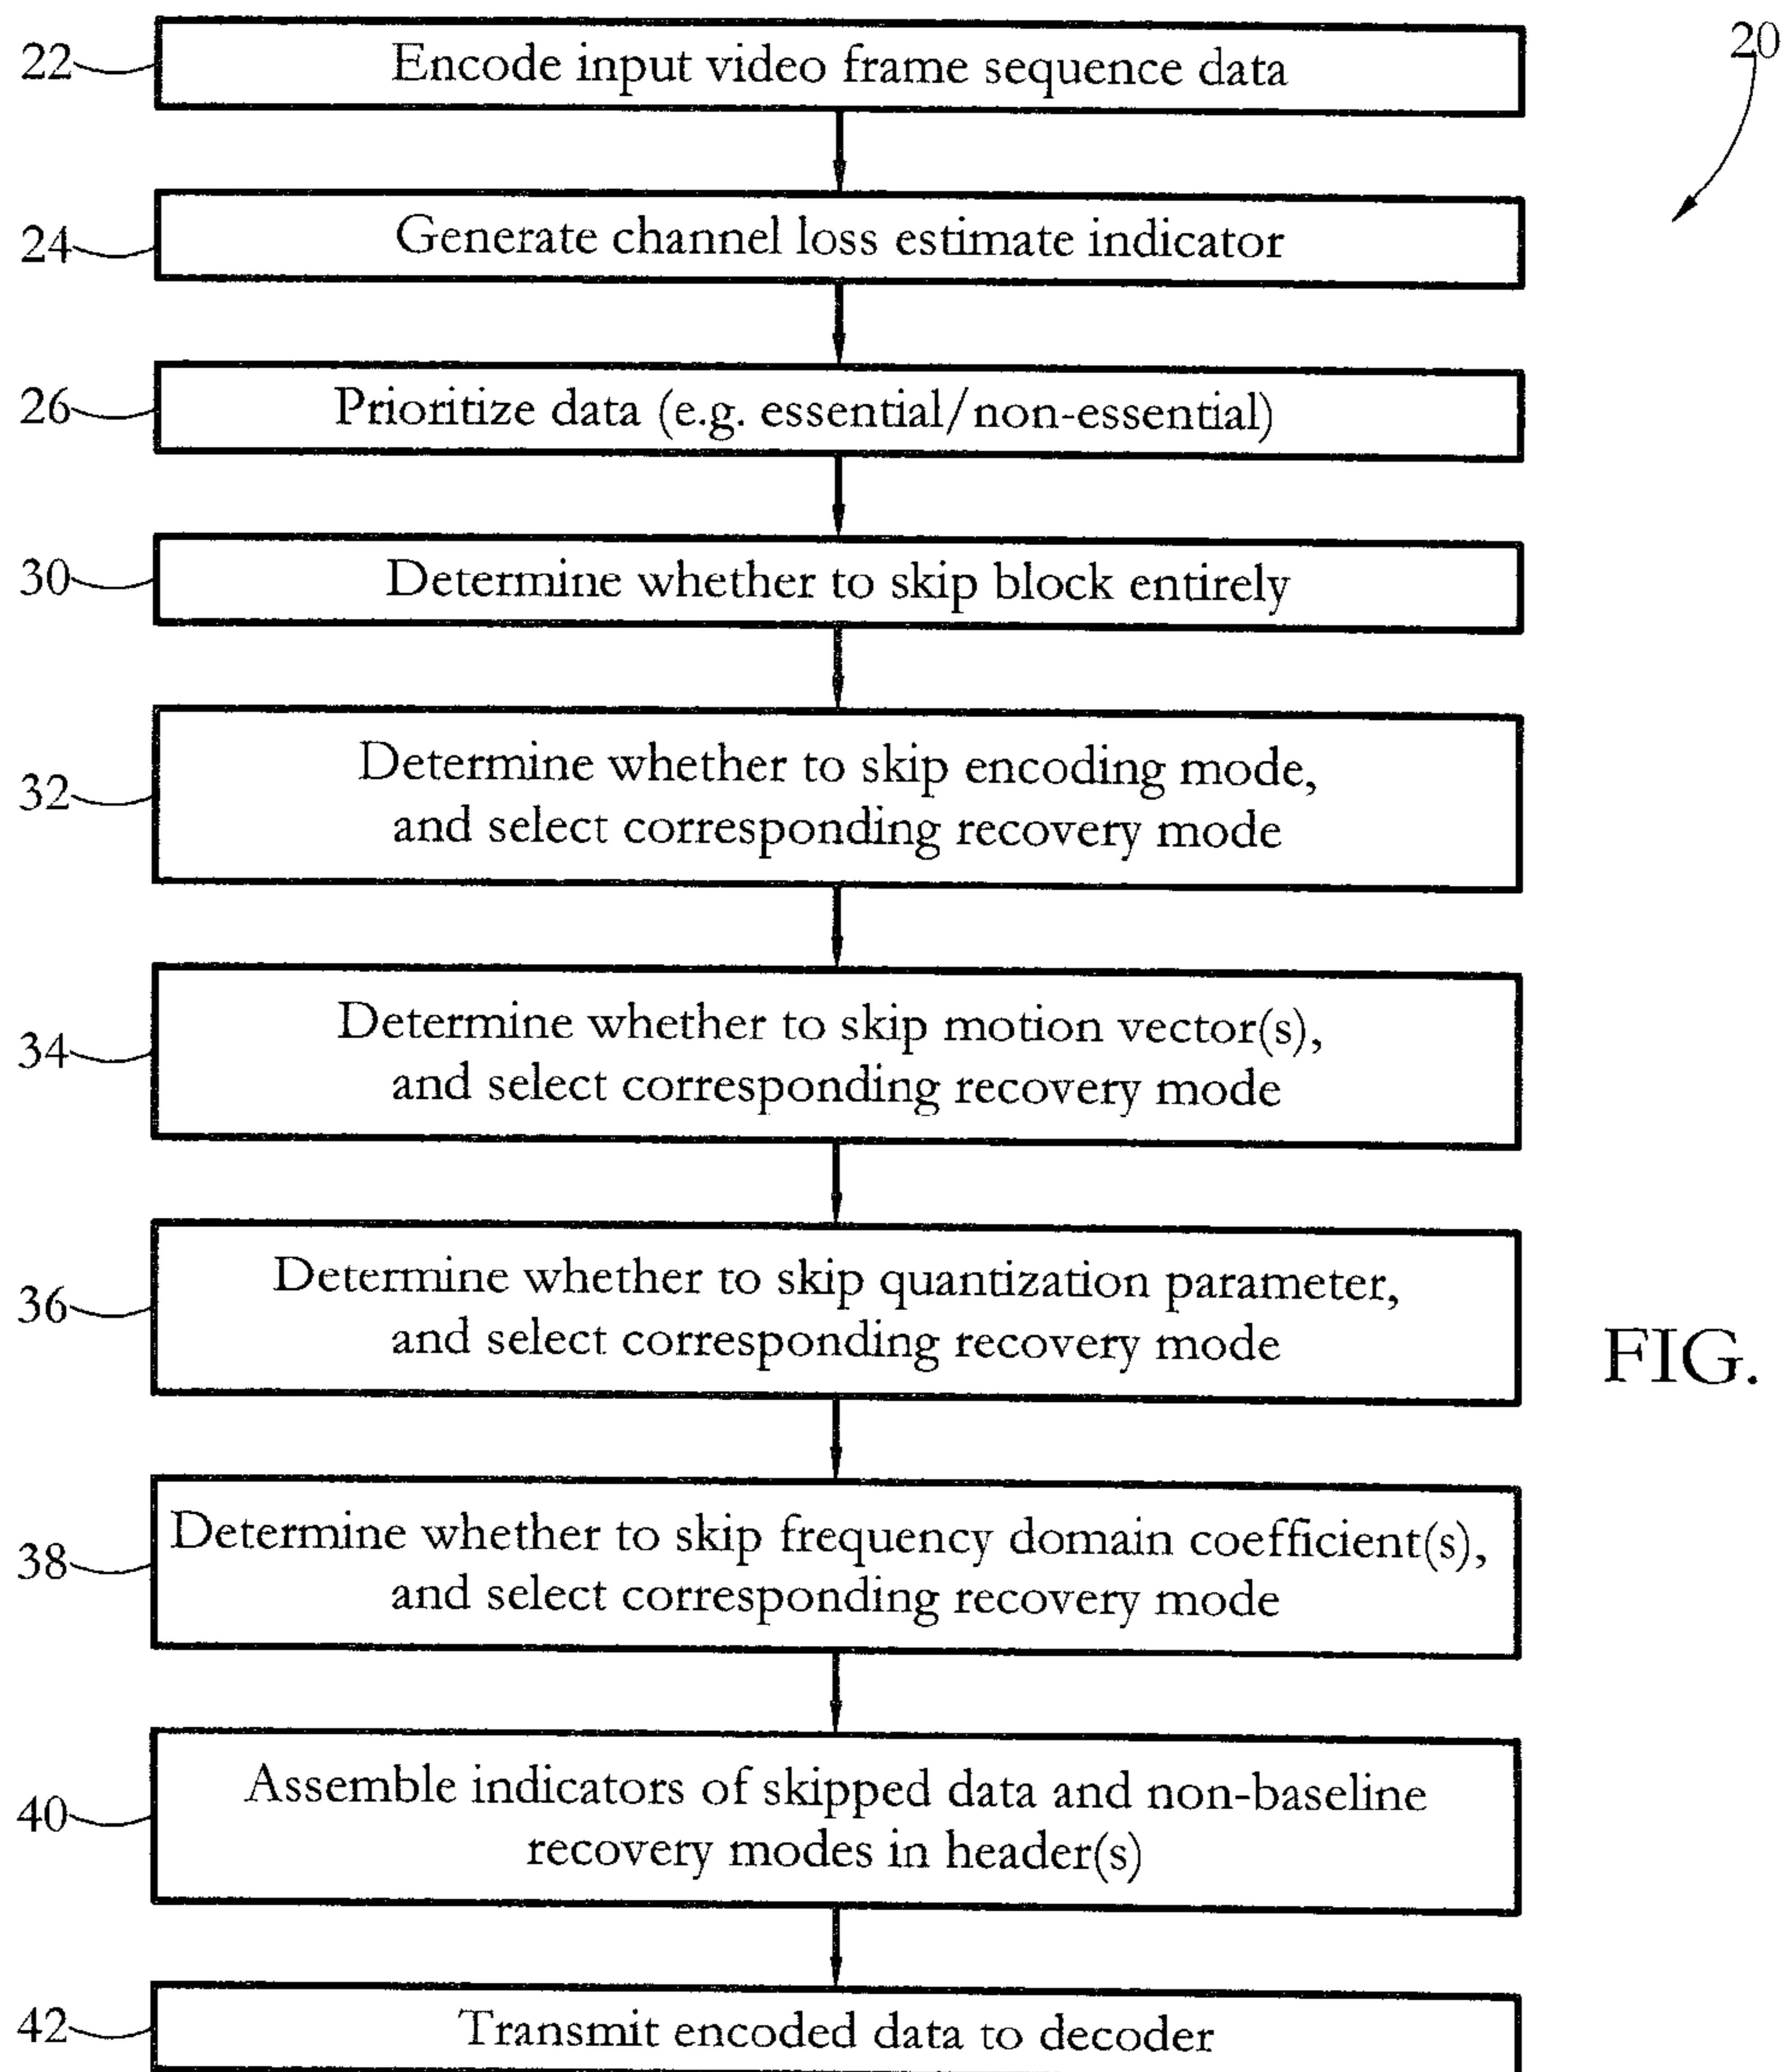 20
22 Encode input video frame sequence data
24 Generate channel loss estimate indicator
26 Prioritize data (e.g. essential/non-essential)
30 Determine whether to skip block entirely
32 Determine whether to skip encoding mode,
and select corresponding recovery mode
34 Determine whether to skip motion vector(s),
and select corresponding recovery mode
36 Determine whether to skip quantization parameter,
and select corresponding recovery mode
FIG.
38 Determine whether to skip frequency domain coefficient(s),
and select corresponding recovery mode
40 Assemble indicators of skipped data and non-baseline
recovery modes in header(s)
42 Transmit encoded data to decoder